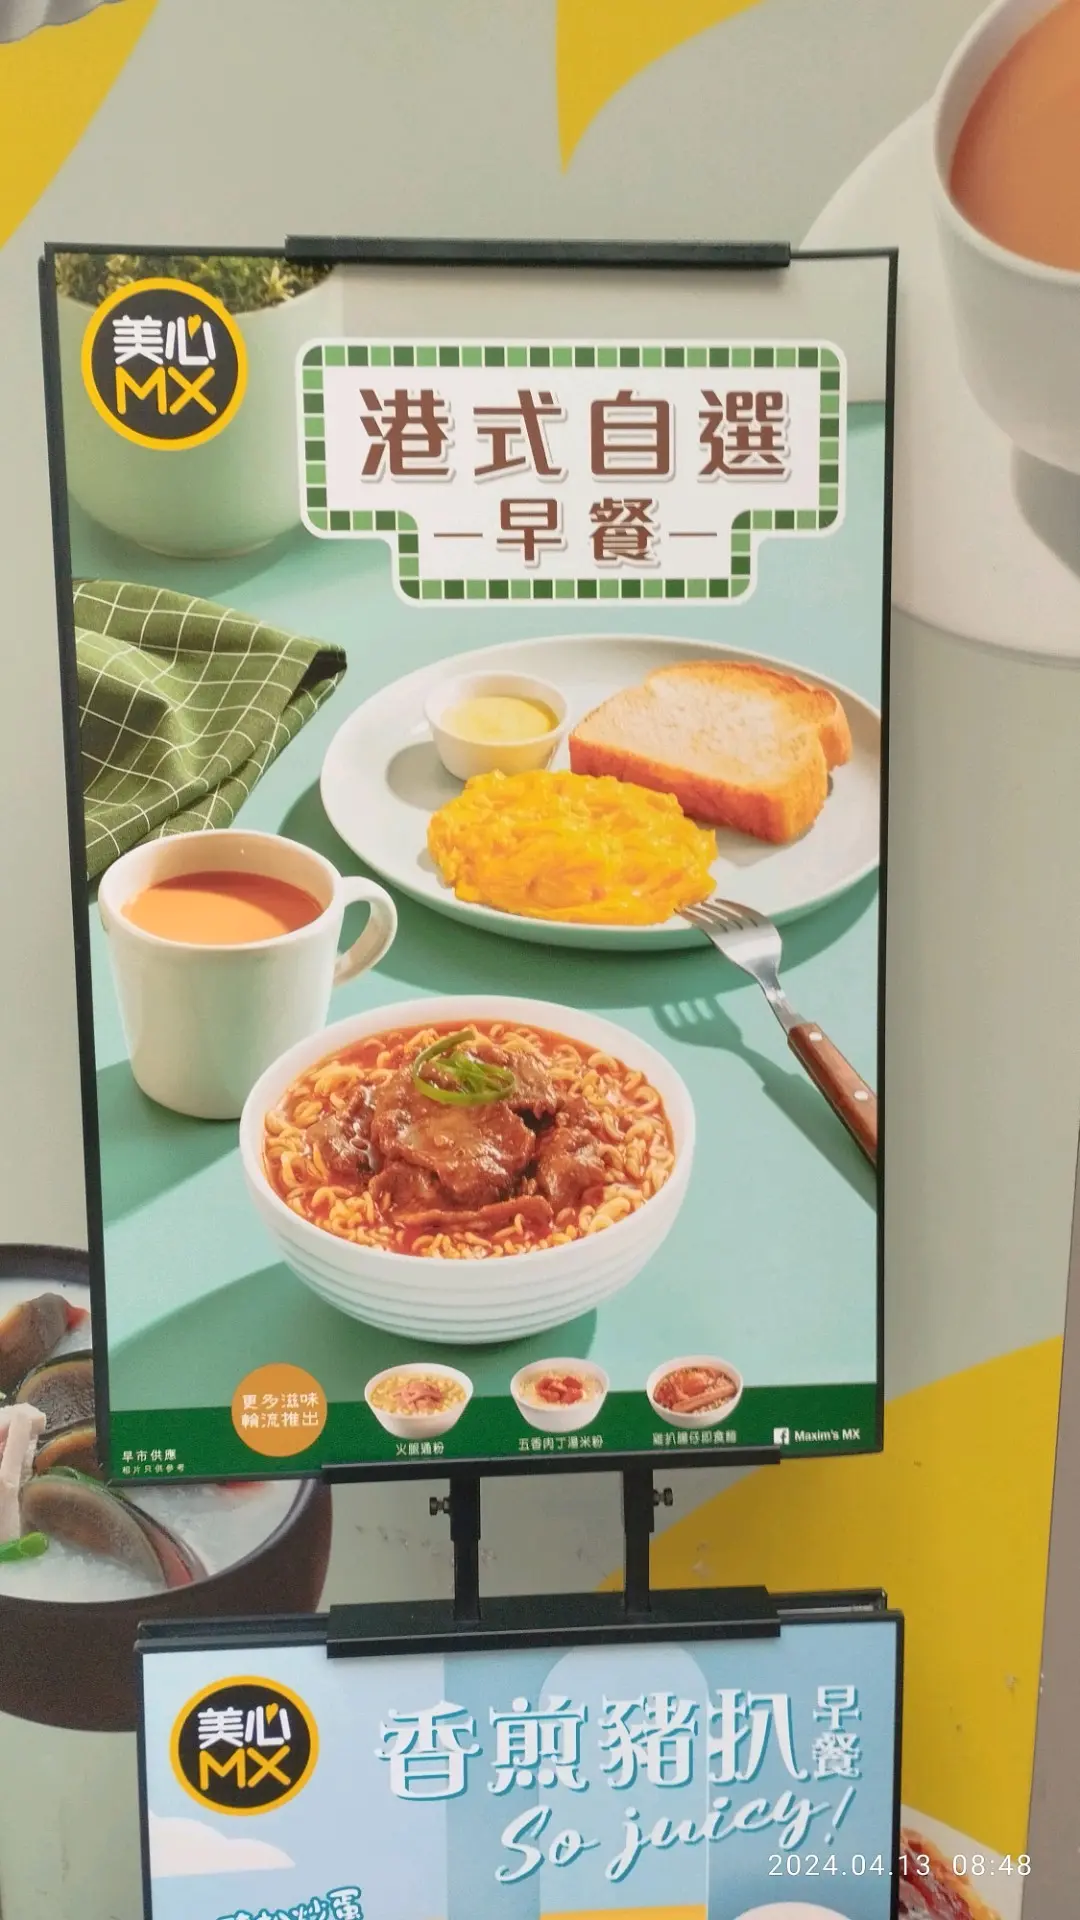 美心
MX
港式自選
早餐
更多滋味
輪流推出
火腿通粉
五香肉丁湯米粉
雞扒腸仔即食麵
Maxim's MX
早市供應
相片只供參考
美心
MX
香煎豬扒
早餐
So juicy!
炒蛋
2024.04.13 08:48